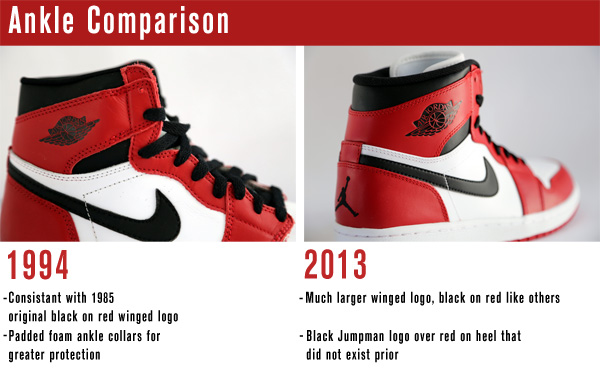 Ankle Comparison
1994
-Consistant with 1985
original black on red winged logo
-Padded foam ankle collars for
greater protection
2013
-Much larger winged logo, black on red like others
-Black Jumpman logo over red on heel that
did not exist prior